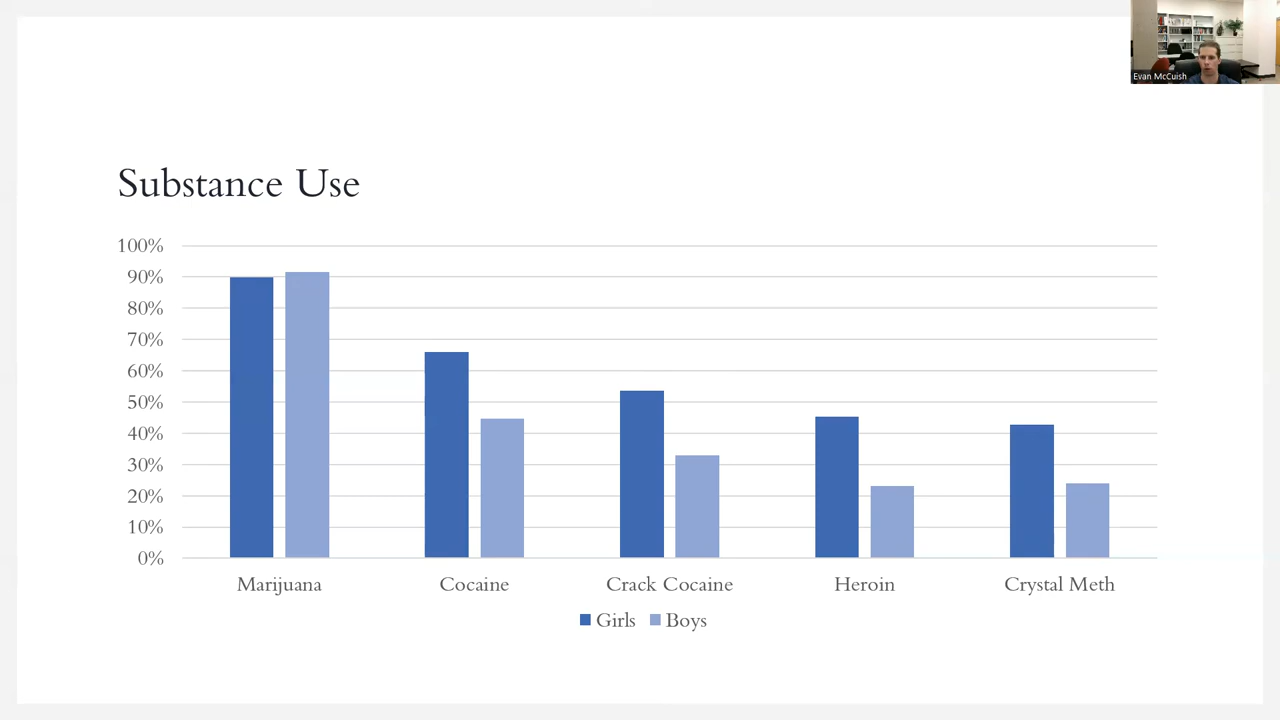 Evan McCuish
Substance Use
100%
90%
80%
70%
60%
50%
40%
30%
20%
10%
0%
Marijuana Cocaine Crack Cocaine Heroin Crystal Meth
Girls Boys